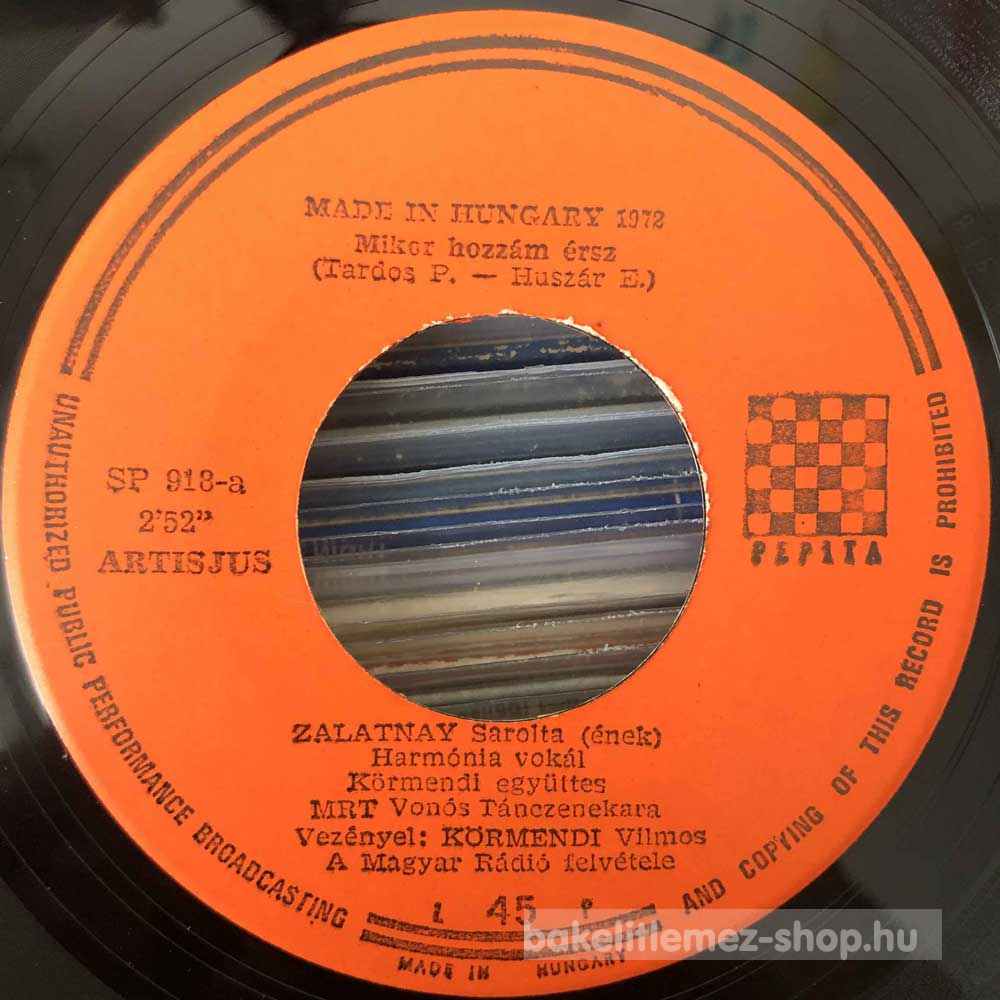 MADE IN HUNGARY 1972
Mikor hozzám érsz
(Tardos P. — Huszár E.)
SP 918-a
2'52"
ARTISJUS
PEPITA
ZALATNAY Sarolta (ének)
Harmónia vokál
Körmendi együttes
MRT Vonós Tánczenekara
Vezényel: KÖRMENDI Vilmos
A Magyar Rádió felvétele
45
UNAUTHORIZED PUBLIC PERFORMANCE BROADCASTING AND COPYING OF THIS RECORD IS PROHIBITED
MADE IN HUNGARY
bakelitlemez-shop.hu